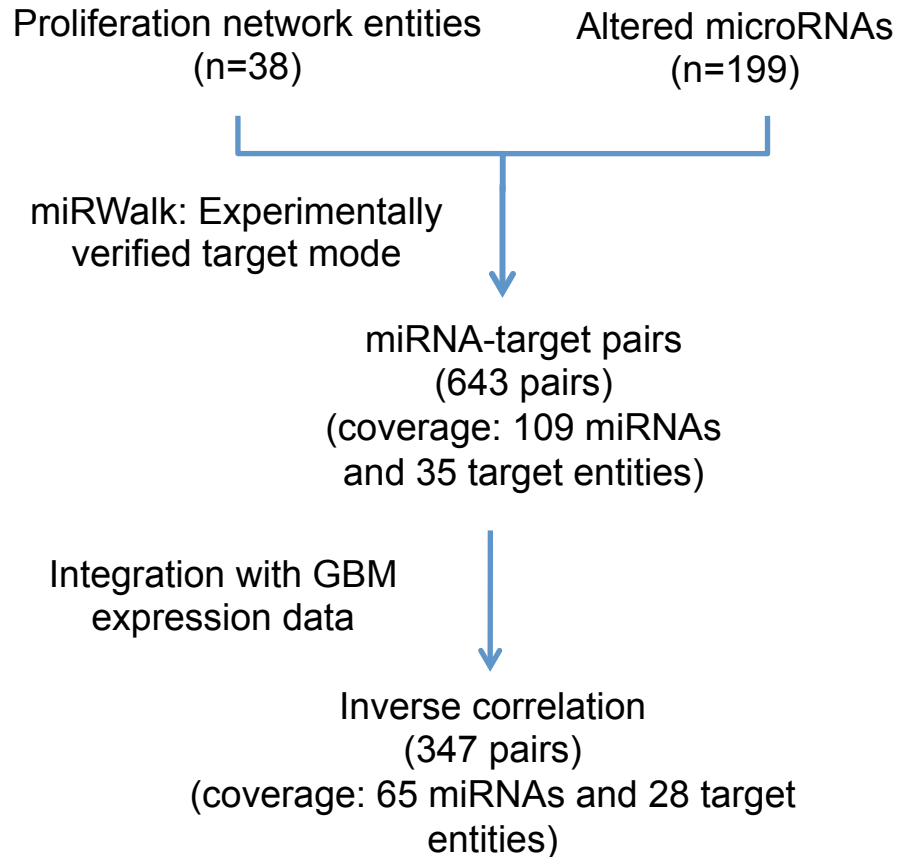 Proliferation network entities
(n=38)
Altered microRNAs
(n=199)
miRWalk: Experimentally
verified target mode
miRNA-target pairs
(643 pairs)
(coverage: 109 miRNAs
and 35 target entities)
Integration with GBM
expression data
Inverse correlation
(347 pairs)
(coverage: 65 miRNAs and 28 target
entities)